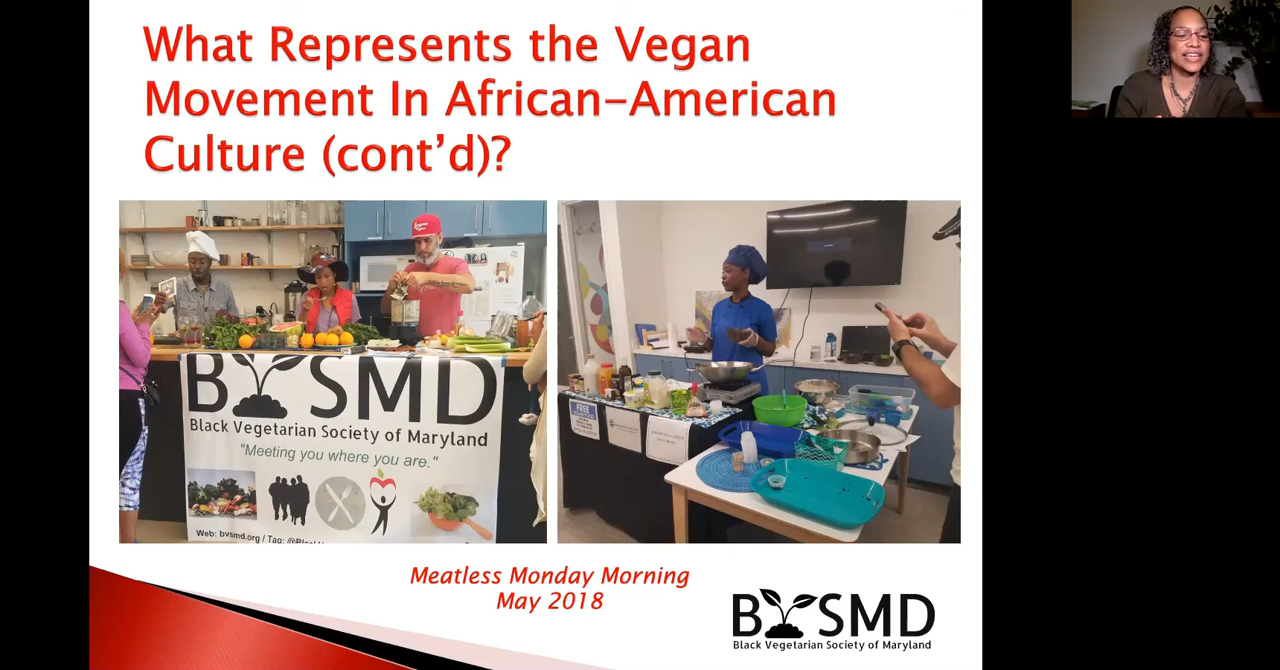 What Represents the Vegan
Movement In African-American
Culture (cont'd)?
BVSMD
Black Vegetarian Society of Maryland
"Meeting you where you are."
Web: bvsmd.org / Tag:
FREE
Meatless Monday Morning
May 2018
BVSMD
Black Vegetarian Society of Maryland